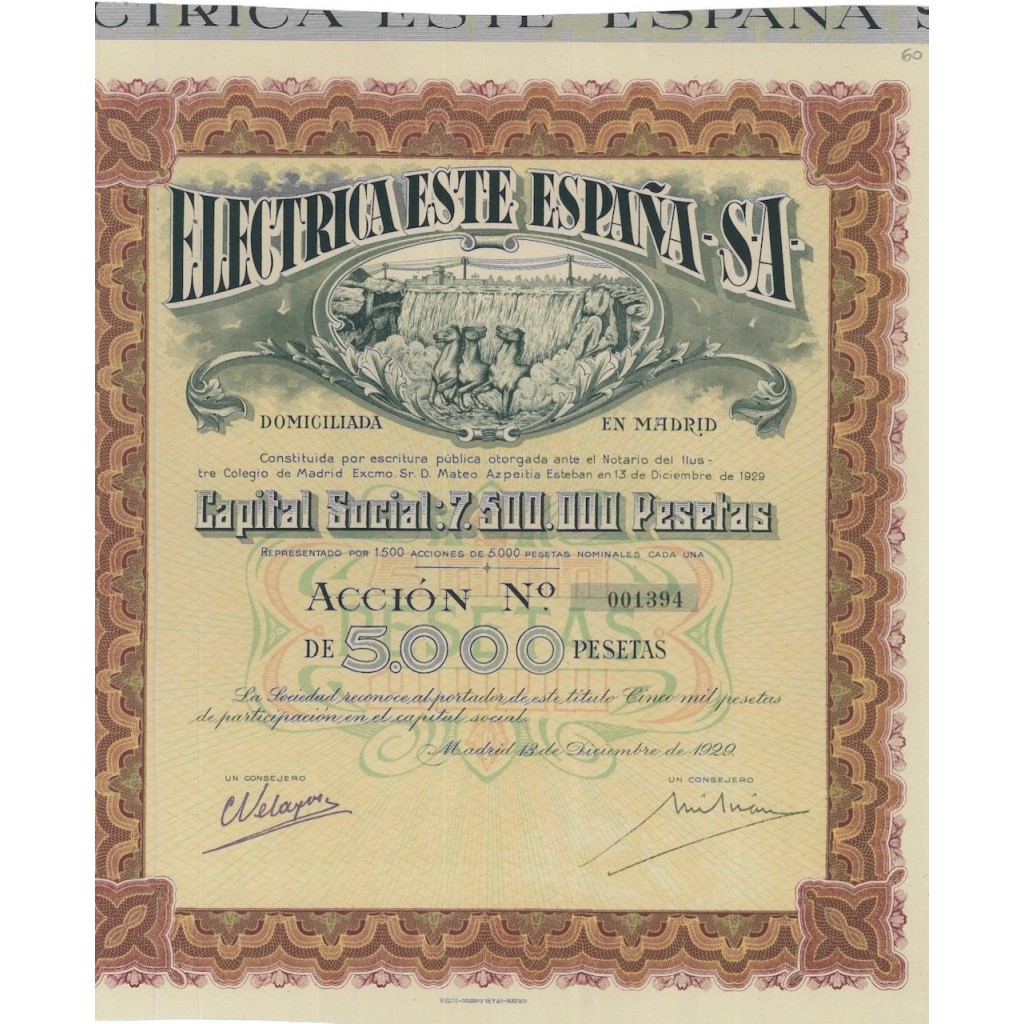 CTRICA ESTE ESPAÑA S
60
ELECTRICA ESTE ESPAÑA-S-A-
DOMICILIADA EN MADRID
Constituida por escritura pública otorgada ante el Notario del Ilus-
tre Colegio de Madrid Excmo. Sr. D. Mateo Azpeitia Esteban en 13 de Diciembre de 1929
Capital Social: 7.500.000 Pesetas
REPRESENTADO POR 1500 ACCIONES DE 5.000 PESETAS NOMINALES CADA UNA
ACCIÓN Nº 001394
PESETAS
DE 5.000 PESETAS
La Sociedad reconoce al portador de este título Cinco mil pesetas
de participación en el capital social.
Madrid 13 de Diciembre de 1929.
UN CONSEJERO UN CONSEJERO